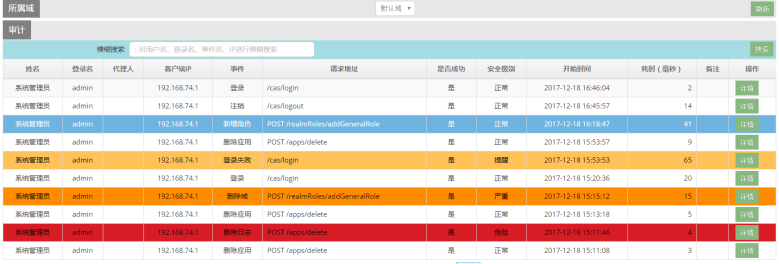 所属域 默认域 刷新
审计
模糊搜索 : 对用户名、登录名、事件名、IP进行模糊搜索 搜索
姓名 登录名 代理人 客户端IP 事件 请求地址 是否成功 安全级别 开始时间 耗时（毫秒） 备注 操作
系统管理员 admin 192.168.74.1 登录 /cas/login 是 正常 2017-12-18 16:46:04 2 详情
系统管理员 admin 192.168.74.1 注销 /cas/logout 是 正常 2017-12-18 16:45:57 14 详情
系统管理员 admin 192.168.74.1 新增角色 POST /realmRoles/addGeneralRole 是 正常 2017-12-18 16:18:47 41 详情
系统管理员 admin 192.168.74.1 删除应用 POST /apps/delete 是 正常 2017-12-18 15:53:57 9 详情
系统管理员 admin 192.168.74.1 登录失败 /cas/login 是 提醒 2017-12-18 15:53:53 65 详情
系统管理员 admin 192.168.74.1 登录 /cas/login 是 正常 2017-12-18 15:20:36 20 详情
系统管理员 admin 192.168.74.1 删除域 POST /realmRoles/addGeneralRole 是 严重 2017-12-18 15:15:12 15 详情
系统管理员 admin 192.168.74.1 删除应用 POST /apps/delete 是 正常 2017-12-18 15:13:18 5 详情
系统管理员 admin 192.168.74.1 删除日志 POST /apps/delete 是 危险 2017-12-18 15:11:46 4 详情
系统管理员 admin 192.168.74.1 删除应用 POST /apps/delete 是 正常 2017-12-18 15:11:08 3 详情